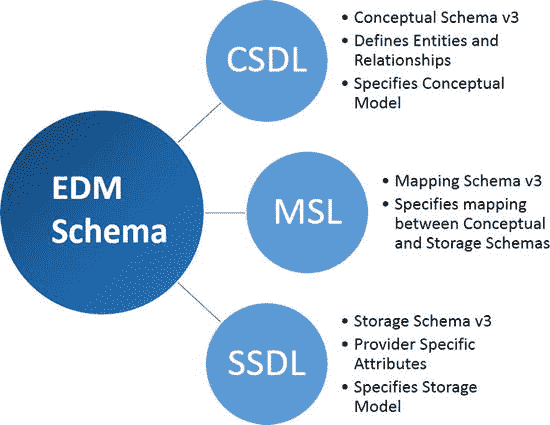 EDM
Schema
CSDL
• Conceptual Schema v3
• Defines Entities and
Relationships
• Specifies Conceptual
Model
MSL
• Mapping Schema v3
• Specifies mapping
between Conceptual
and Storage Schemas
SSDL
• Storage Schema v3
• Provider Specific
Attributes
• Specifies Storage
Model